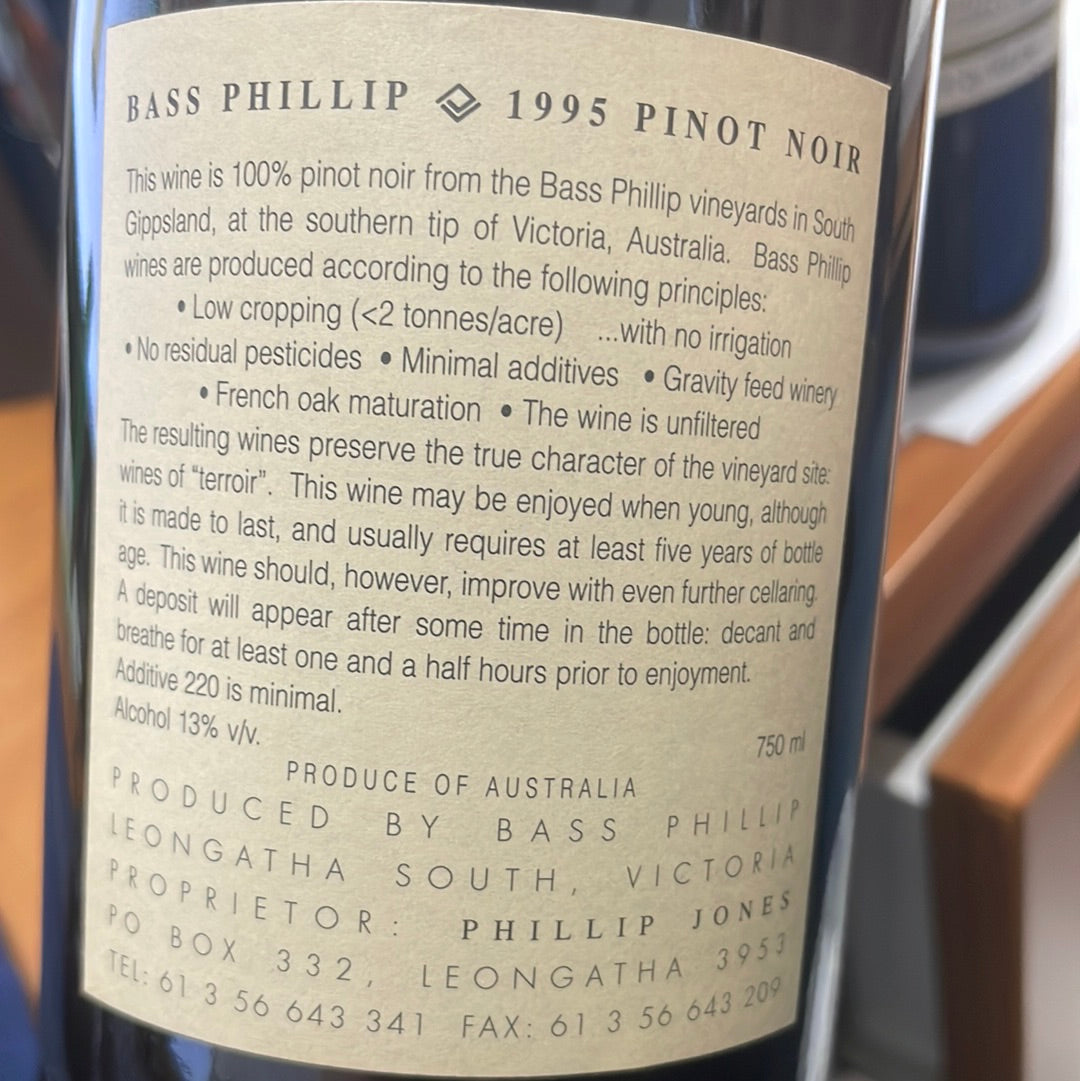 BASS PHILLIP 1995 PINOT NOIR
This wine is 100% pinot noir from the Bass Phillip vineyards in South
Gippsland, at the southern tip of Victoria, Australia. Bass Phillip
wines are produced according to the following principles:
• Low cropping (<2 tonnes/acre) ...with no irrigation
• No residual pesticides • Minimal additives • Gravity feed winery
• French oak maturation • The wine is unfiltered
The resulting wines preserve the true character of the vineyard site:
wines of "terroir". This wine may be enjoyed when young, although
it is made to last, and usually requires at least five years of bottle
age. This wine should, however, improve with even further cellaring.
A deposit will appear after some time in the bottle: decant and
breathe for at least one and a half hours prior to enjoyment.
Additive 220 is minimal.
Alcohol 13% v/v. 750 ml
PRODUCE OF AUSTRALIA
PRODUCED BY BASS PHILLIP
LEONGATHA SOUTH, VICTORIA
PROPRIETOR: PHILLIP JONES
PO BOX 332, LEONGATHA 3953
TEL: 61 3 56 643 341 FAX: 61 3 56 643 209